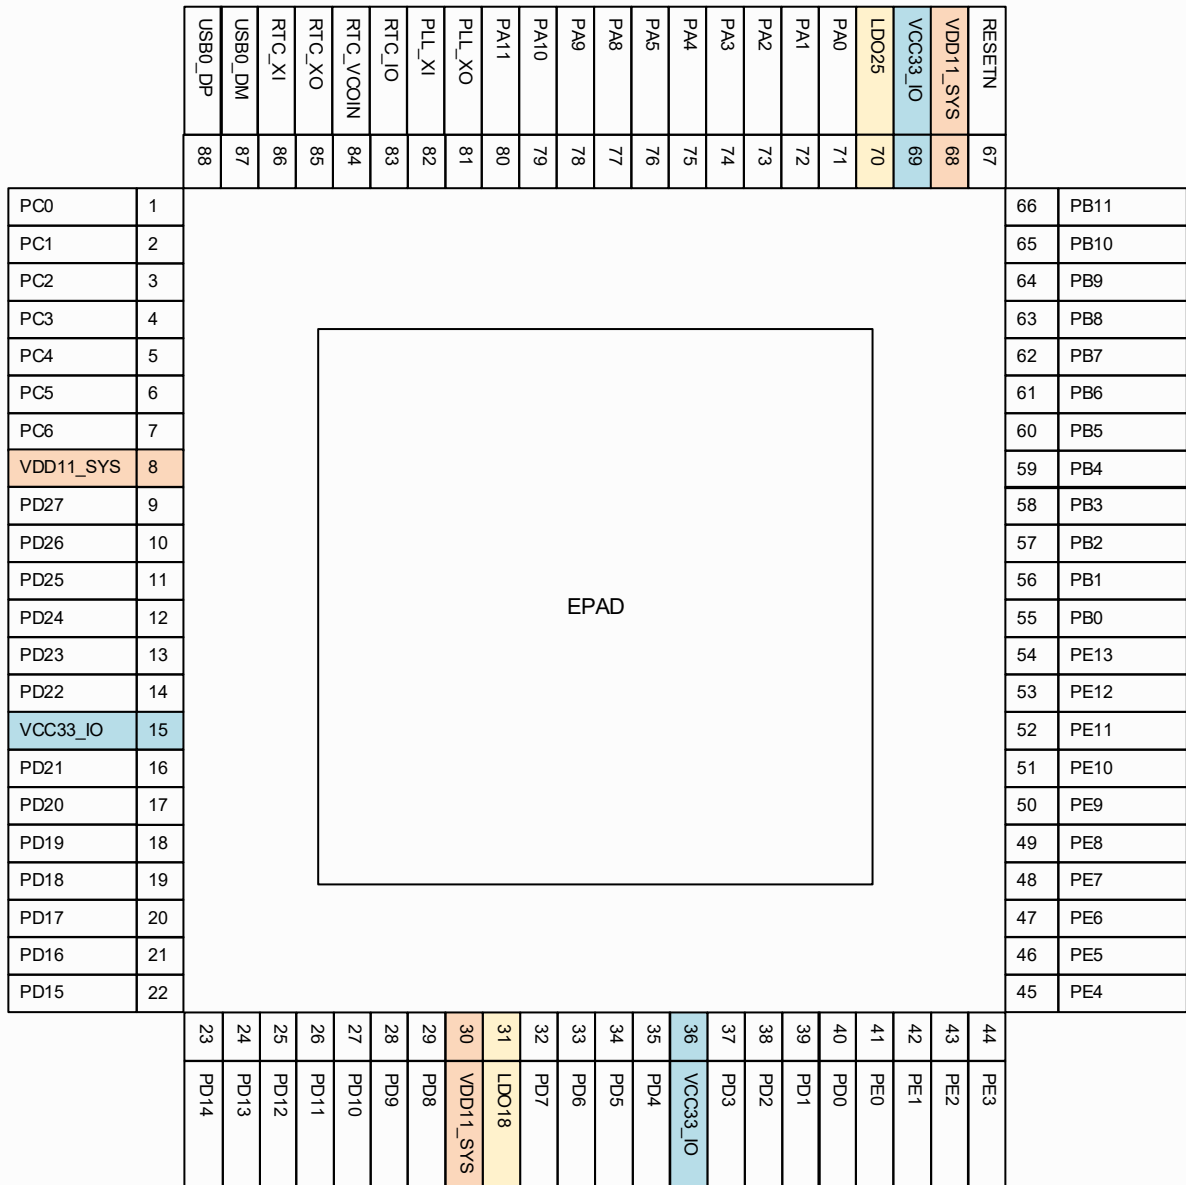 USB0_DP
USB0_DM
RTC_XI
RTC_XO
RTC_VCOIN
RTC_IO
PLL_XI
PLL_XO
PA11
PA10
PA9
PA8
PA5
PA4
PA3
PA2
PA1
PA0
LDO25
VCC33_IO
VDD11_SYS
RESETN
88
87
86
85
84
83
82
81
80
79
78
77
76
75
74
73
72
71
70
69
68
67
PC0 1
PC1 2
PC2 3
PC3 4
PC4 5
PC5 6
PC6 7
VDD11_SYS 8
PD27 9
PD26 10
PD25 11
PD24 12
PD23 13
PD22 14
VCC33_IO 15
PD21 16
PD20 17
PD19 18
PD18 19
PD17 20
PD16 21
PD15 22
EPAD
66 PB11
65 PB10
64 PB9
63 PB8
62 PB7
61 PB6
60 PB5
59 PB4
58 PB3
57 PB2
56 PB1
55 PB0
54 PE13
53 PE12
52 PE11
51 PE10
50 PE9
49 PE8
48 PE7
47 PE6
46 PE5
45 PE4
23 PD14
24 PD13
25 PD12
26 PD11
27 PD10
28 PD9
29 PD8
30 VDD11_SYS
31 LDO18
32 PD7
33 PD6
34 PD5
35 PD4
36 VCC33_IO
37 PD3
38 PD2
39 PD1
40 PD0
41 PE0
42 PE1
43 PE2
44 PE3